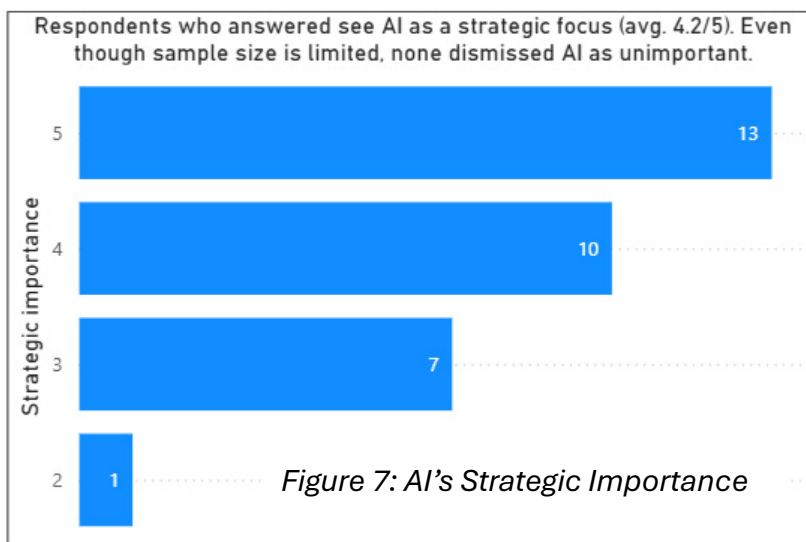 Respondents who answered see AI as a strategic focus (avg. 4.2/5). Even
though sample size is limited, none dismissed AI as unimportant.
Strategic importance
5
13
4
10
3
7
2
1
Figure 7: AI's Strategic Importance